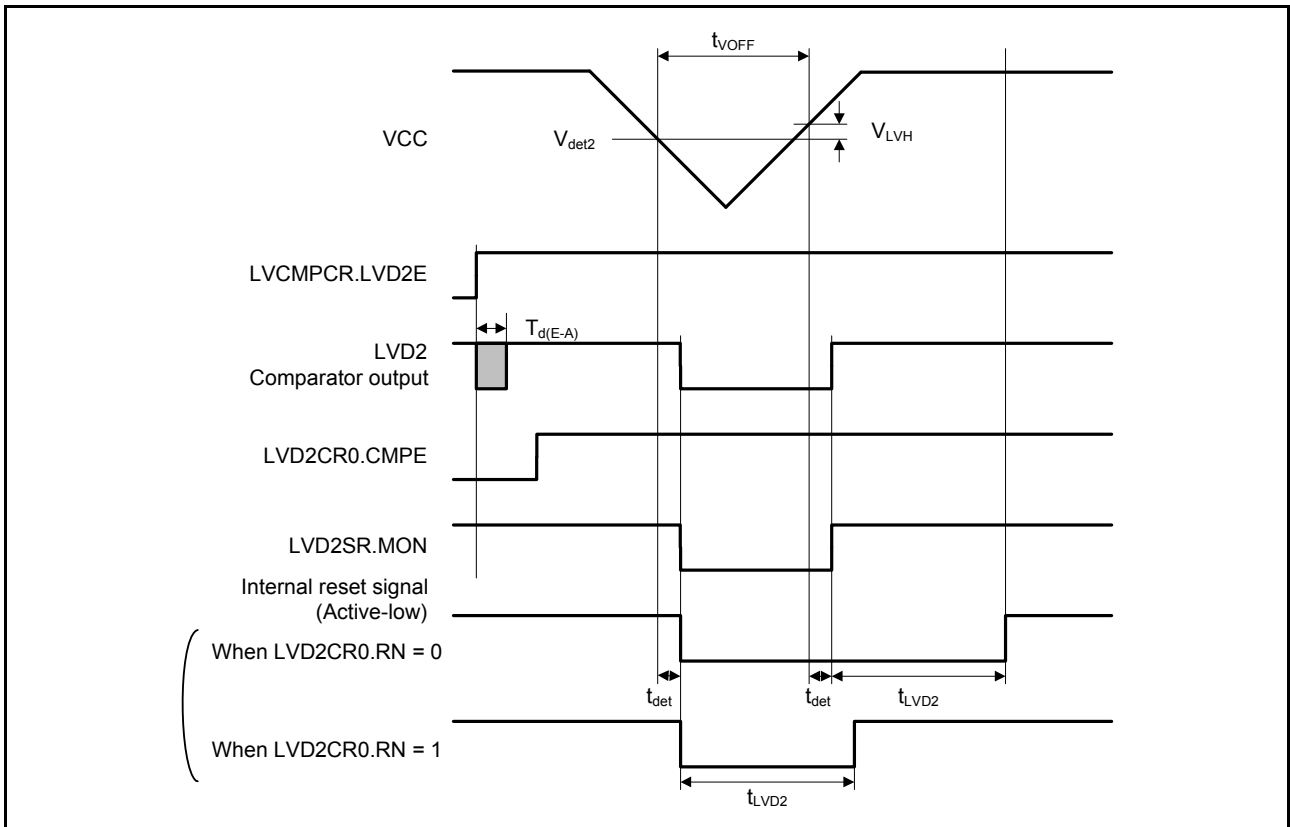 tVOFF
VCC
Vdet2
VLVH
LVCMPCR.LVD2E
Td(E-A)
LVD2
Comparator output
LVD2CR0.CMPE
LVD2SR.MON
Internal reset signal
(Active-low)
When LVD2CR0.RN = 0
tdet
tdet
tLVD2
When LVD2CR0.RN = 1
tLVD2